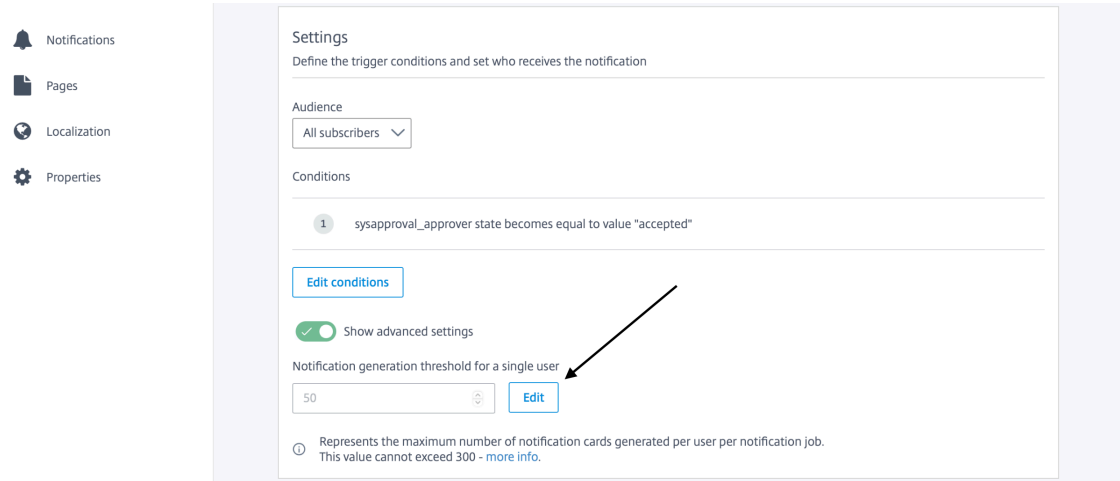 Notifications
Pages
Localization
Properties
Settings
Define the trigger conditions and set who receives the notification
Audience
All subscribers
Conditions
1 sysapproval_approver state becomes equal to value "accepted"
Edit conditions
Show advanced settings
Notification generation threshold for a single user
50 Edit
Represents the maximum number of notification cards generated per user per notification job.
This value cannot exceed 300 - more info.